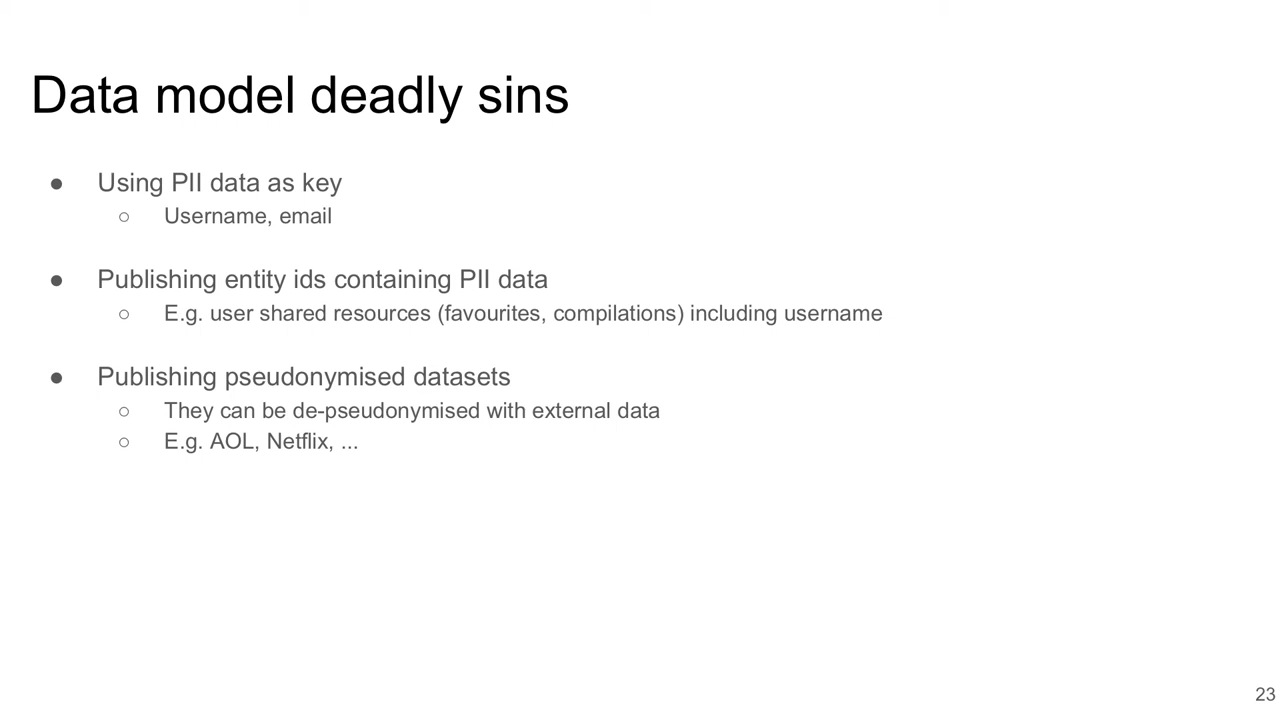 Data model deadly sins
● Using PII data as key
○ Username, email
● Publishing entity ids containing PII data
○ E.g. user shared resources (favourites, compilations) including username
● Publishing pseudonymised datasets
○ They can be de-pseudonymised with external data
○ E.g. AOL, Netflix, ...
23